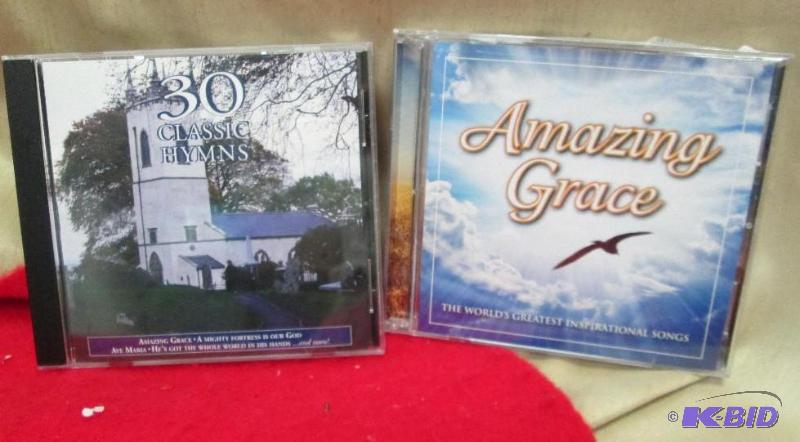 30
CLASSIC
HYMNS
AMAZING GRACE • A MIGHTY FORTRESS IS OUR GOD
AVE MARIA • HE'S GOT THE WHOLE WORLD IN HIS HANDS ...and more!
Amazing
Grace
THE WORLD'S GREATEST INSPIRATIONAL SONGS
© K-BID